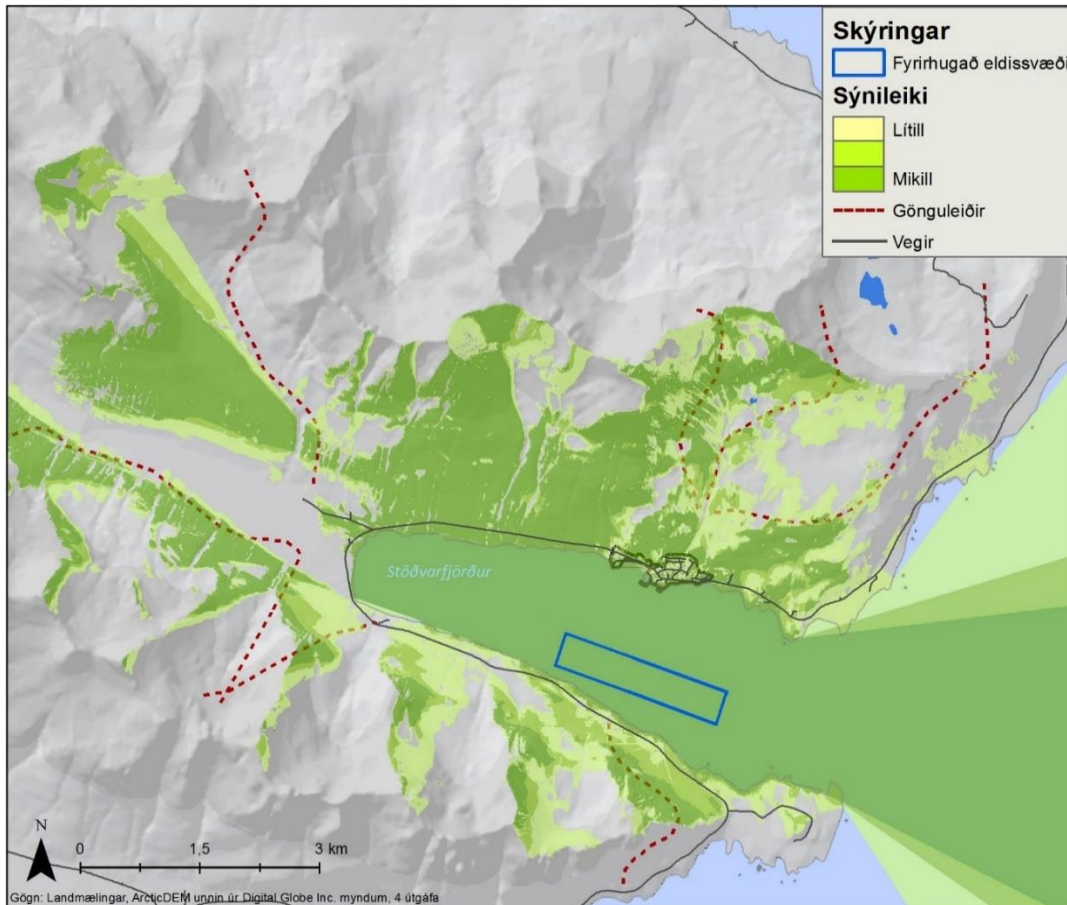 Skýringar
Fyrirhugað eldissvæði
Sýnileiki
Lítill
Mikill
Gönguleiðir
Vegir
Stöðvarfjörður
N
0 1,5 3 km
Gögn: Landmælingar, ArcticDEM unnin úr Digital Globe Inc. myndum, 4 útgáfa